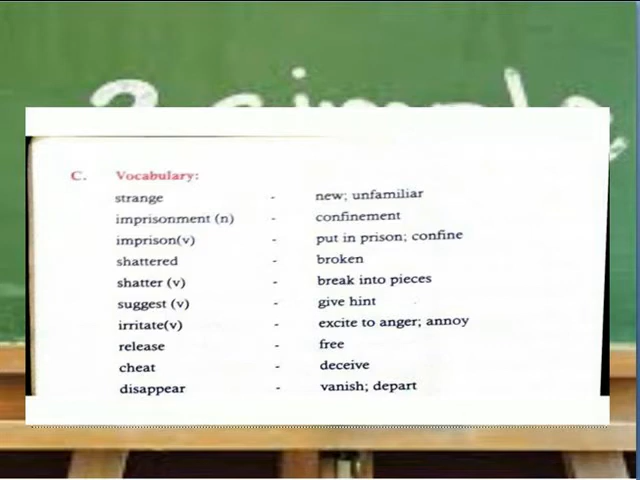 C. Vocabulary:
strange - new; unfamiliar
imprisonment (n) - confinement
imprison(v) - put in prison; confine
shattered - broken
shatter (v) - break into pieces
suggest (v) - give hint
irritate(v) - excite to anger; annoy
release - free
cheat - deceive
disappear - vanish; depart